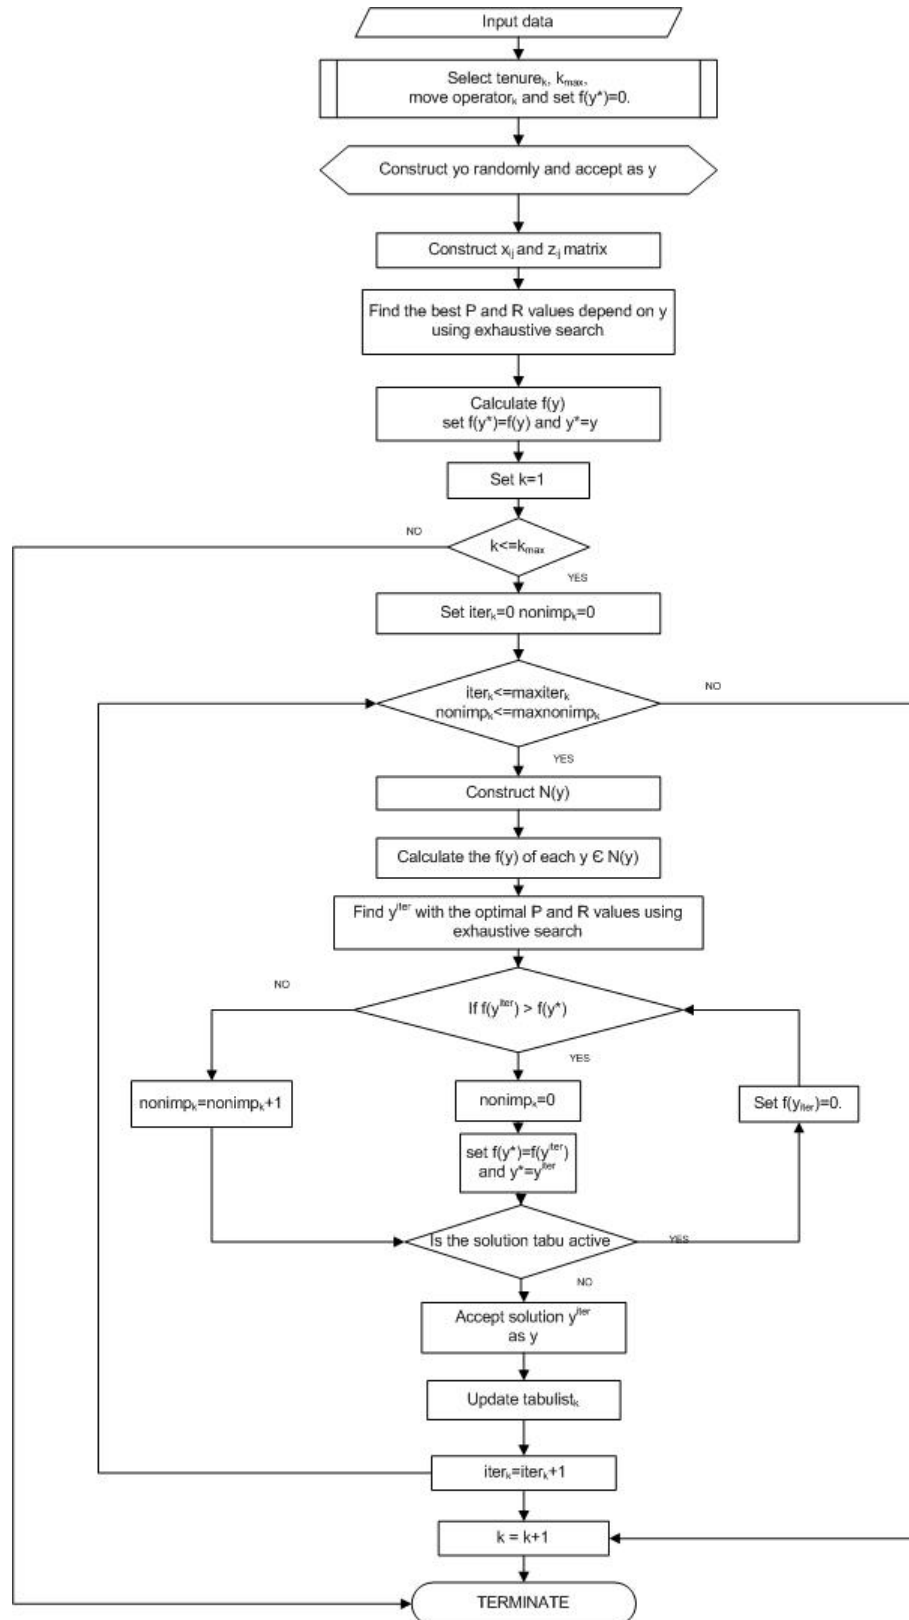 Input data
Select tenureₖ, kₘₐₓ,
move operatorₖ and set f(y*)=0.
Construct yo randomly and accept as y
Construct xᵢⱼ and zᵢⱼ matrix
Find the best P and R values depend on y
using exhaustive search
Calculate f(y)
set f(y*)=f(y) and y*=y
Set k=1
NO
k<=kₘₐₓ
YES
Set iterₖ=0 nonimpₖ=0
iterₖ<=maxiterₖ
nonimpₖ<=maxnonimpₖ
NO
YES
Construct N(y)
Calculate the f(y) of each y Є N(y)
Find yⁱᵗᵉʳ with the optimal P and R values using
exhaustive search
NO
If f(yⁱᵗᵉʳ) > f(y*)
YES
nonimpₖ=nonimpₖ+1
nonimpₖ=0
Set f(yᵢₜₑᵣ)=0.
set f(y*)=f(yⁱᵗᵉʳ)
and y*=yⁱᵗᵉʳ
Is the solution tabu active
YES
NO
Accept solution yⁱᵗᵉʳ
as y
Update tabulistₖ
iterₖ=iterₖ+1
k = k+1
TERMINATE